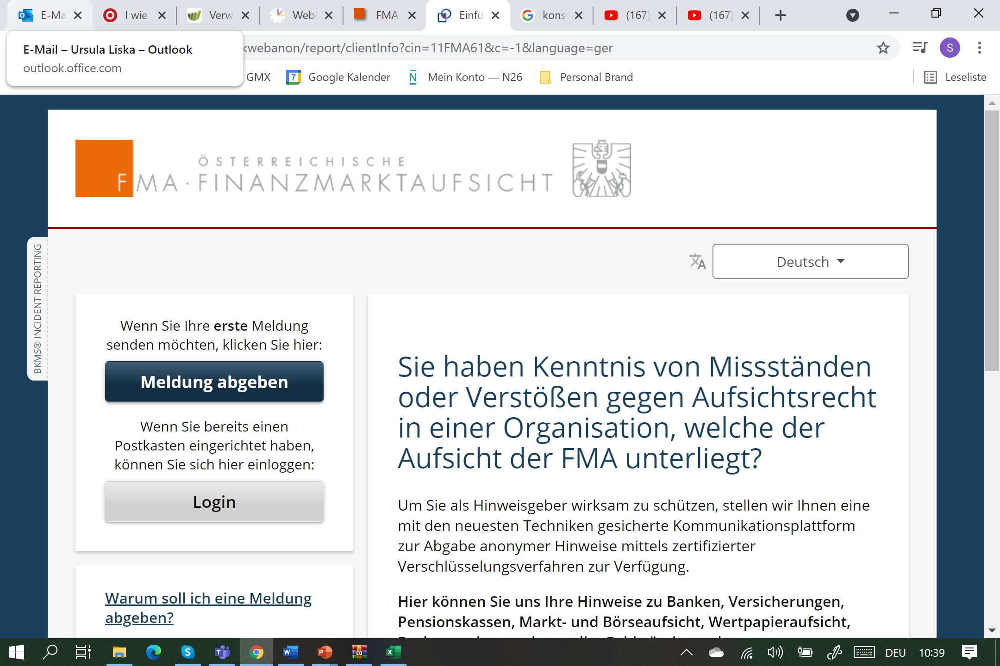 E-Ma
I wie
Verw
Web
FMA
Einfü
kons
(167)
(167)
E-Mail – Ursula Liska – Outlook
outlook.office.com
kwebanon/report/clientInfo?cin=11FMA61&c=-1&language=ger
S
GMX
7
Google Kalender
Mein Konto — N26
Personal Brand
Leseliste
ÖSTERREICHISCHE
FMA · FINANZMARKTAUFSICHT
BKMS® INCIDENT REPORTING
Deutsch
Wenn Sie Ihre erste Meldung
senden möchten, klicken Sie hier:
Meldung abgeben
Wenn Sie bereits einen
Postkasten eingerichtet haben,
können Sie sich hier einloggen:
Login
Warum soll ich eine Meldung
abgeben?
Sie haben Kenntnis von Missständen
oder Verstößen gegen Aufsichtsrecht
in einer Organisation, welche der
Aufsicht der FMA unterliegt?
Um Sie als Hinweisgeber wirksam zu schützen, stellen wir Ihnen eine
mit den neuesten Techniken gesicherte Kommunikationsplattform
zur Abgabe anonymer Hinweise mittels zertifizierter
Verschlüsselungsverfahren zur Verfügung.
Hier können Sie uns Ihre Hinweise zu Banken, Versicherungen,
Pensionskassen, Markt- und Börseaufsicht, Wertpapieraufsicht,
DEU
10:39